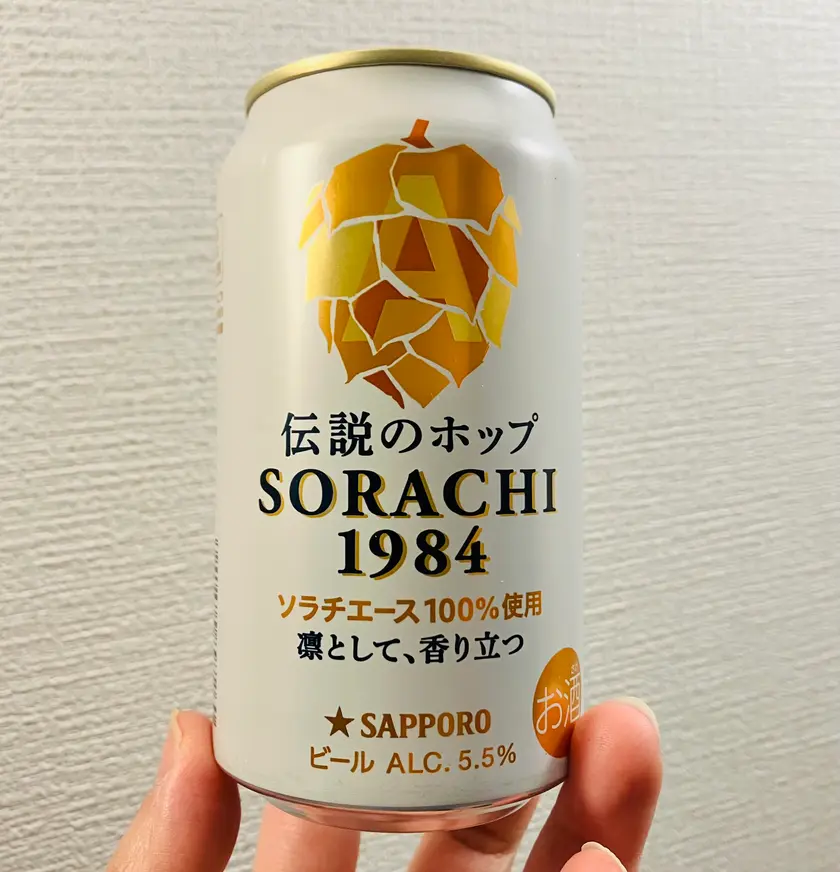 A
伝説のホップ
SORACHI
1984
ソラチエース100%使用
凛として、香り立つ
お酒
★SAPPORO
ビール ALC. 5.5%